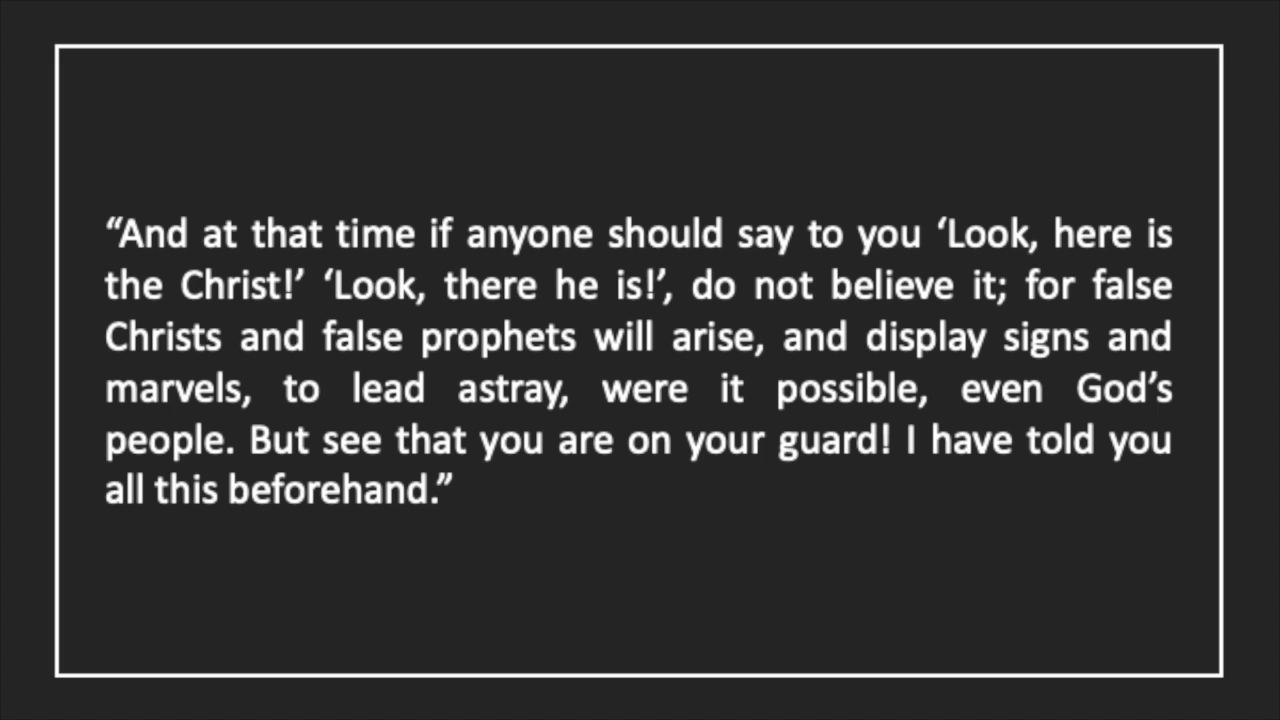 “And at that time if anyone should say to you ‘Look, here is
the Christ!’ ‘Look, there he is!’, do not believe it; for false
Christs and false prophets will arise, and display signs and
marvels, to lead astray, were it possible, even God’s
people. But see that you are on your guard! I have told you
all this beforehand.”